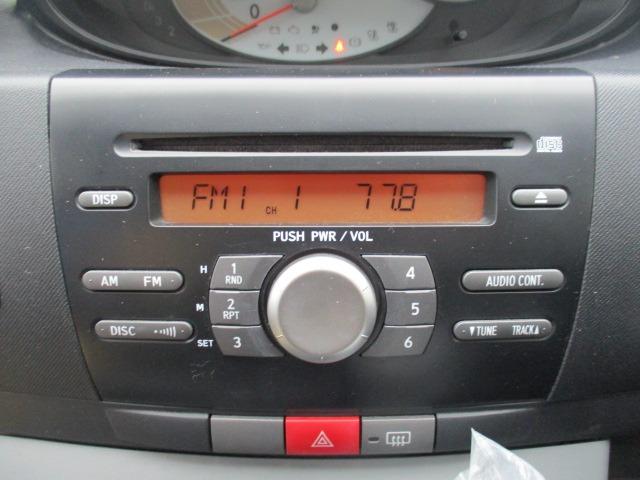 0
FM1 CH 1 77.8
DISP
PUSH PWR / VOL
H 1 RND 4
AM FM AUDIO CONT.
M 2 RPT 5
DISC ▼TUNE TRACK▲
SET 3 6